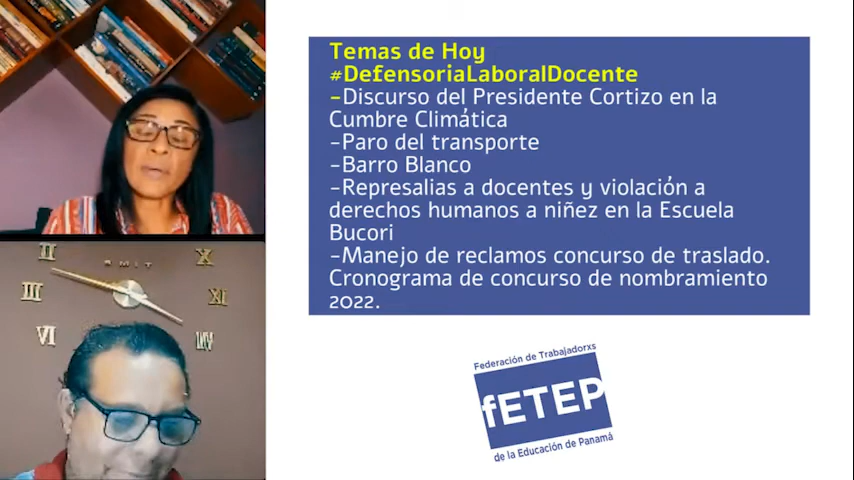 Temas de Hoy
#DefensoriaLaboralDocente
-Discurso del Presidente Cortizo en la
Cumbre Climática
-Paro del transporte
-Barro Blanco
-Represalias a docentes y violación a
derechos humanos a niñez en la Escuela
Bucori
-Manejo de reclamos concurso de traslado.
Cronograma de concurso de nombramiento
2022.
Federación de Trabajadorxs
fETEP
de la Educación de Panamá
II
X
III
XI
VI